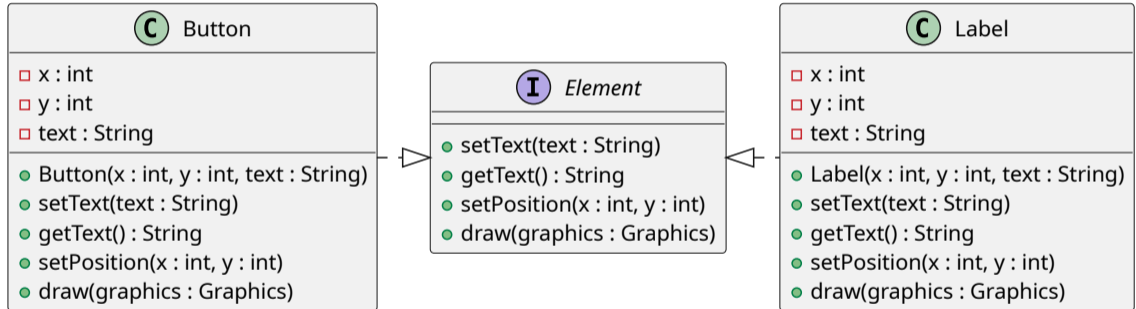 C Button
x : int
y : int
text : String
Button(x : int, y : int, text : String)
setText(text : String)
getText() : String
setPosition(x : int, y : int)
draw(graphics : Graphics)
I Element
setText(text : String)
getText() : String
setPosition(x : int, y : int)
draw(graphics : Graphics)
C Label
x : int
y : int
text : String
Label(x : int, y : int, text : String)
setText(text : String)
getText() : String
setPosition(x : int, y : int)
draw(graphics : Graphics)